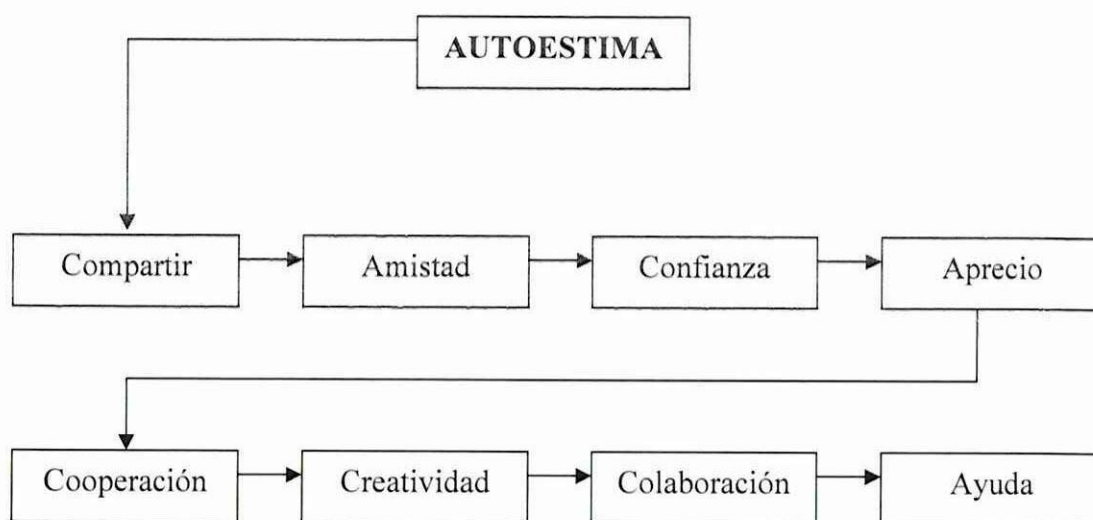 AUTOESTIMA
Compartir
Amistad
Confianza
Aprecio
Cooperación
Creatividad
Colaboración
Ayuda